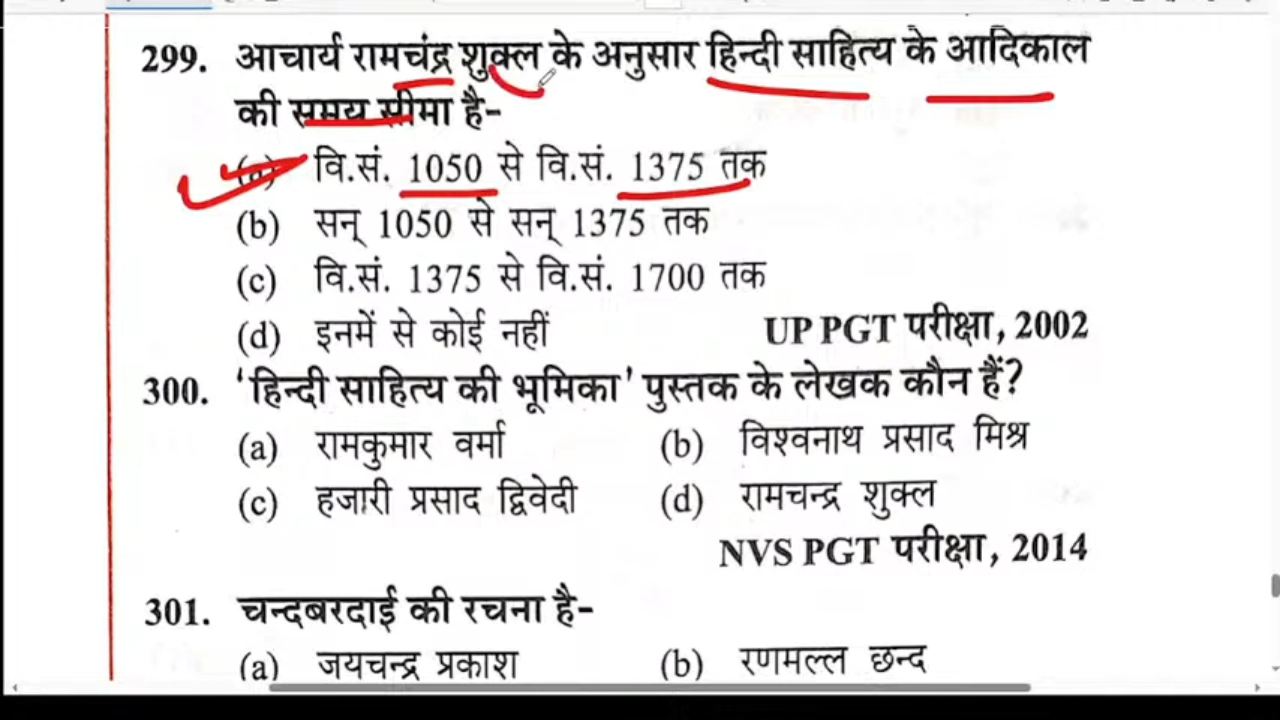 299. आचार्य रामचंद्र शुक्ल के अनुसार हिन्दी साहित्य के आदिकाल
की समय सीमा है-
(a) वि.सं. 1050 से वि.सं. 1375 तक
(b) सन् 1050 से सन् 1375 तक
(c) वि.सं. 1375 से वि.सं. 1700 तक
(d) इनमें से कोई नहीं UP PGT परीक्षा, 2002
300. 'हिन्दी साहित्य की भूमिका' पुस्तक के लेखक कौन हैं?
(a) रामकुमार वर्मा (b) विश्वनाथ प्रसाद मिश्र
(c) हजारी प्रसाद द्विवेदी (d) रामचन्द्र शुक्ल
NVS PGT परीक्षा, 2014
301. चन्दबरदाई की रचना है-
(a) जयचन्द्र प्रकाश (b) रणमल्ल छन्द